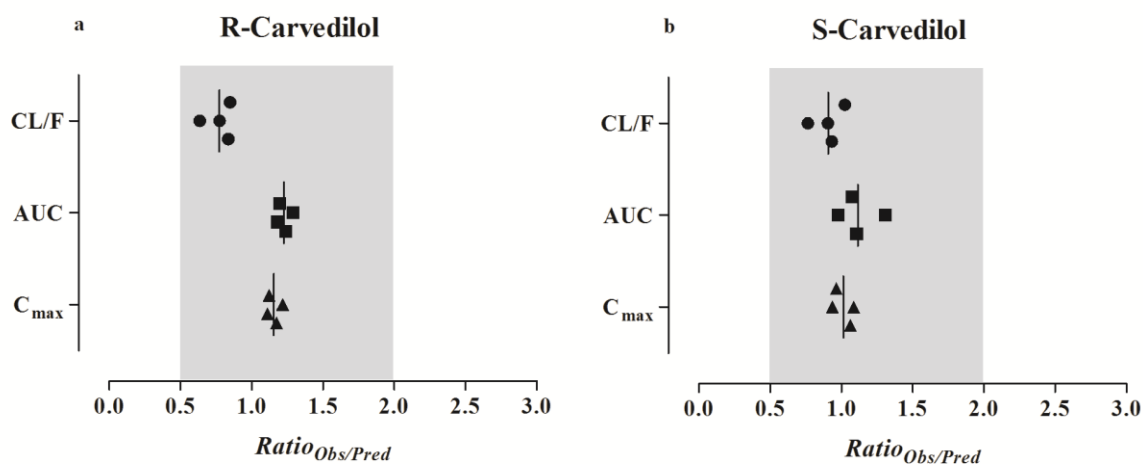 a
R-Carvedilol
CL/F
AUC
Cmax
0.0 0.5 1.0 1.5 2.0 2.5 3.0
RatioObs/Pred
b
S-Carvedilol
CL/F
AUC
Cmax
0.0 0.5 1.0 1.5 2.0 2.5 3.0
RatioObs/Pred